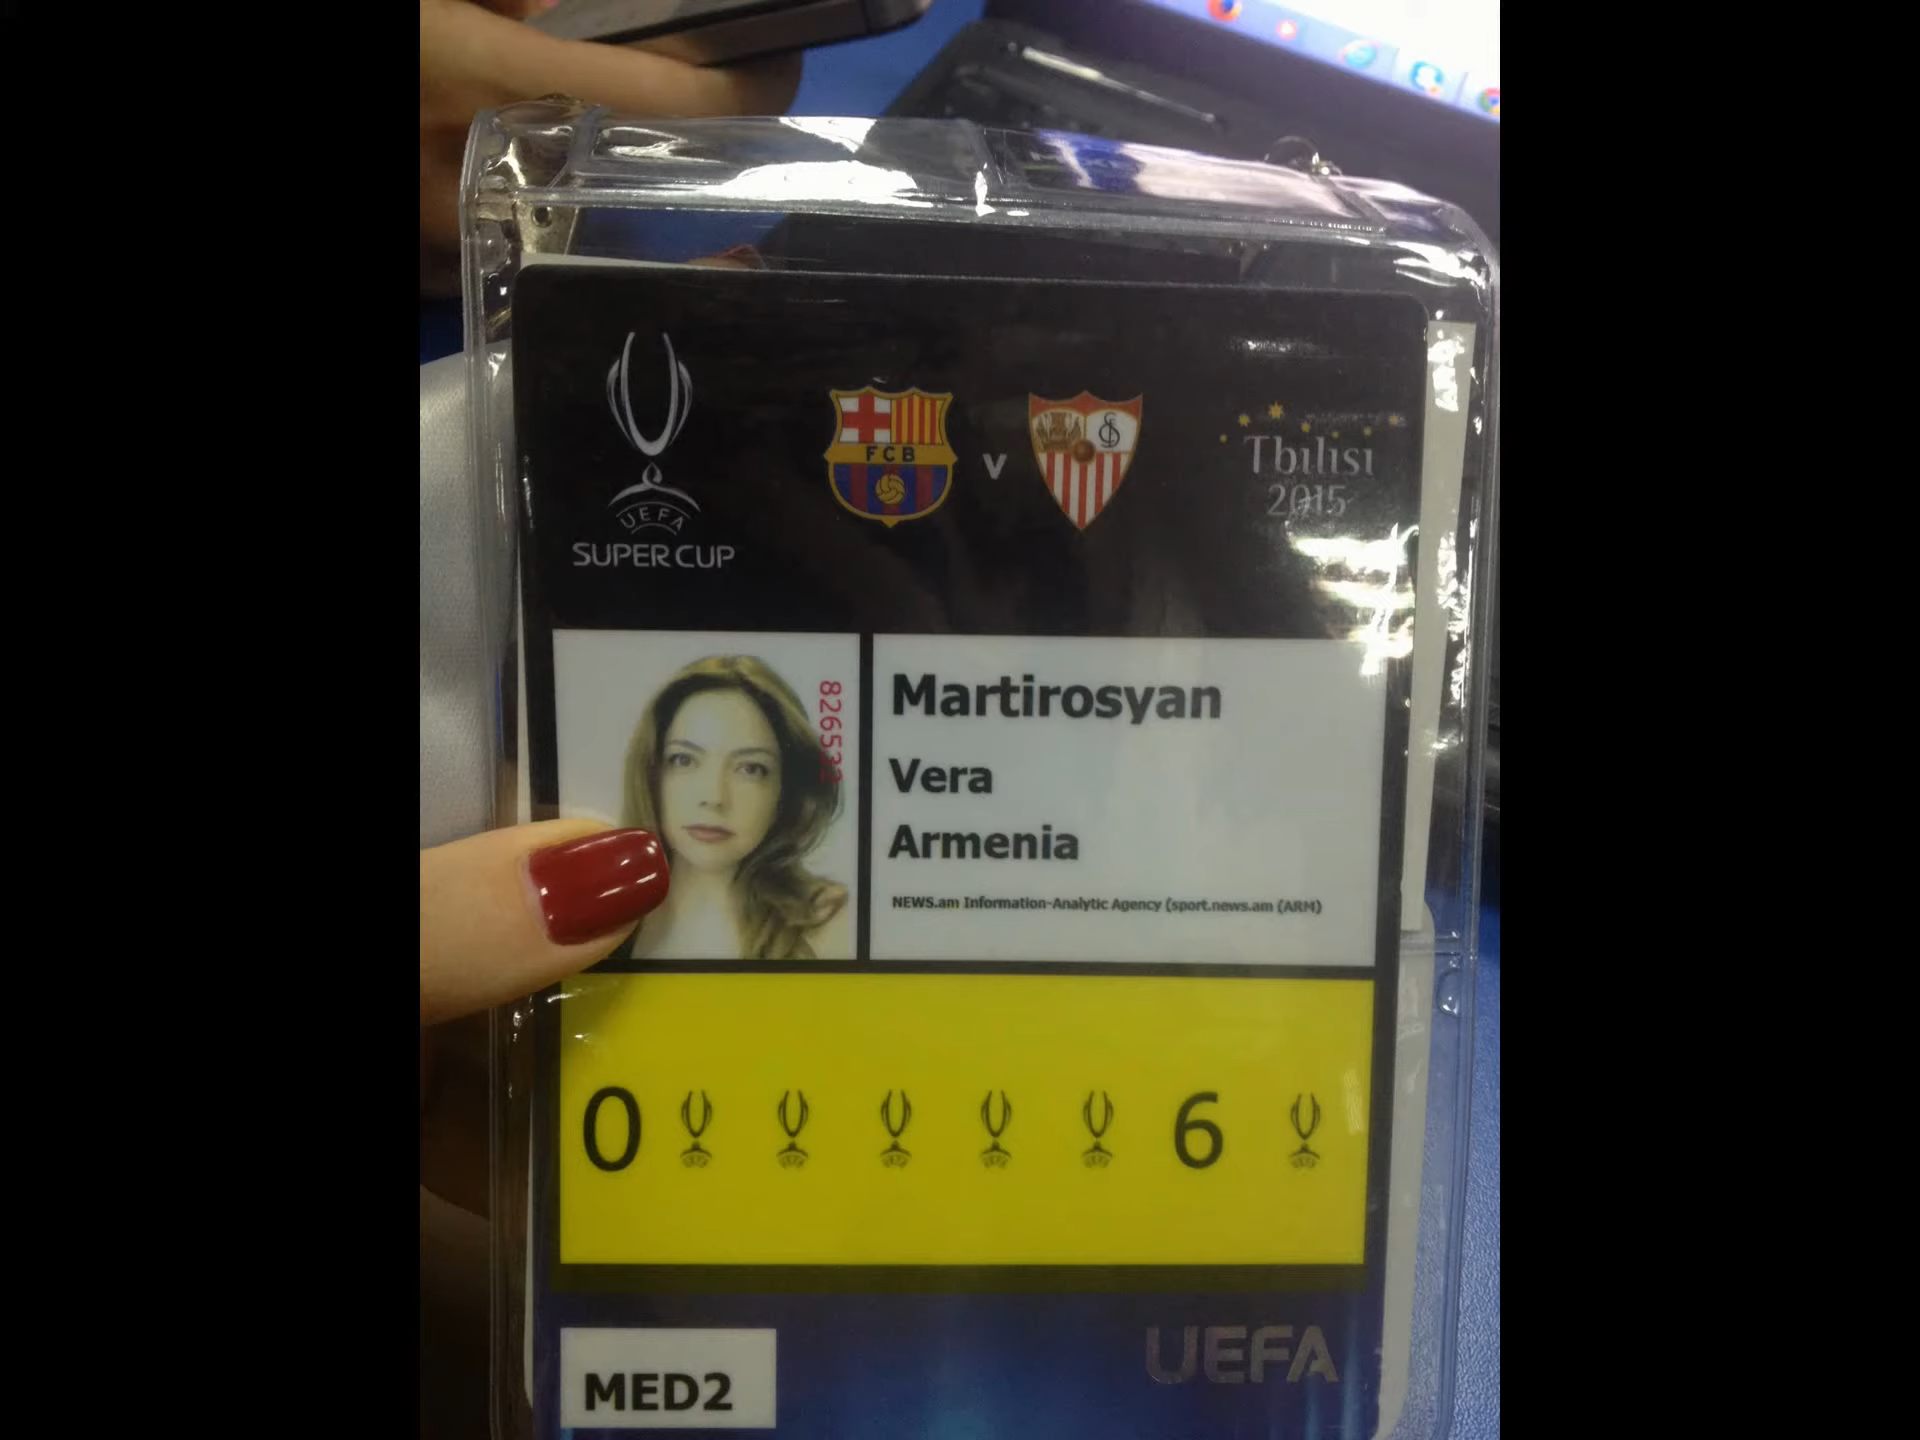 FCB
v
Tbilisi
2015
UEFA
SUPER CUP
826532
Martirosyan
Vera
Armenia
NEWS.am Information-Analytic Agency (sport.news.am (ARM)
0 6
UEFA
MED2